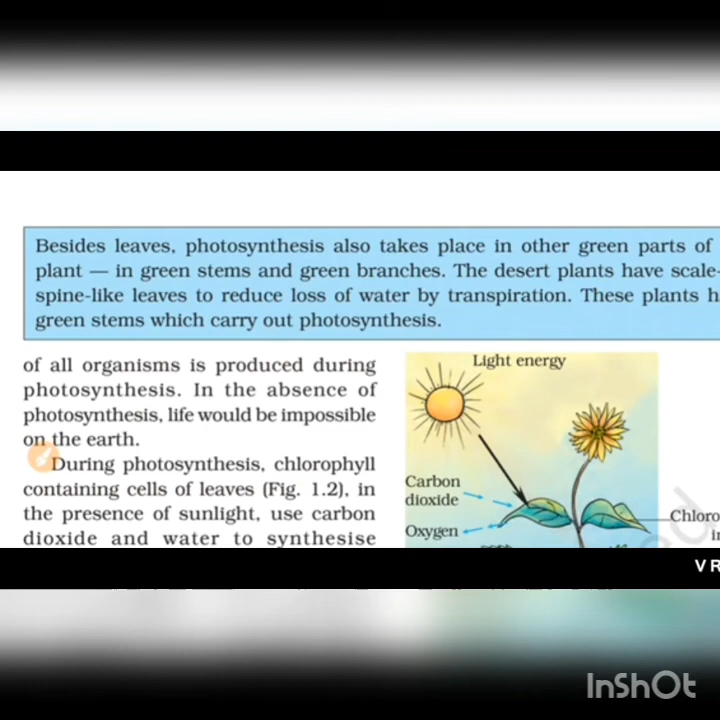 Besides leaves, photosynthesis also takes place in other green parts of
plant — in green stems and green branches. The desert plants have scale-
spine-like leaves to reduce loss of water by transpiration. These plants h
green stems which carry out photosynthesis.
of all organisms is produced during
photosynthesis. In the absence of
photosynthesis, life would be impossible
on the earth.
During photosynthesis, chlorophyll
containing cells of leaves (Fig. 1.2), in
the presence of sunlight, use carbon
dioxide and water to synthesise
Light energy
Carbon
dioxide
Oxygen
Chloro
in
V R
InShOt